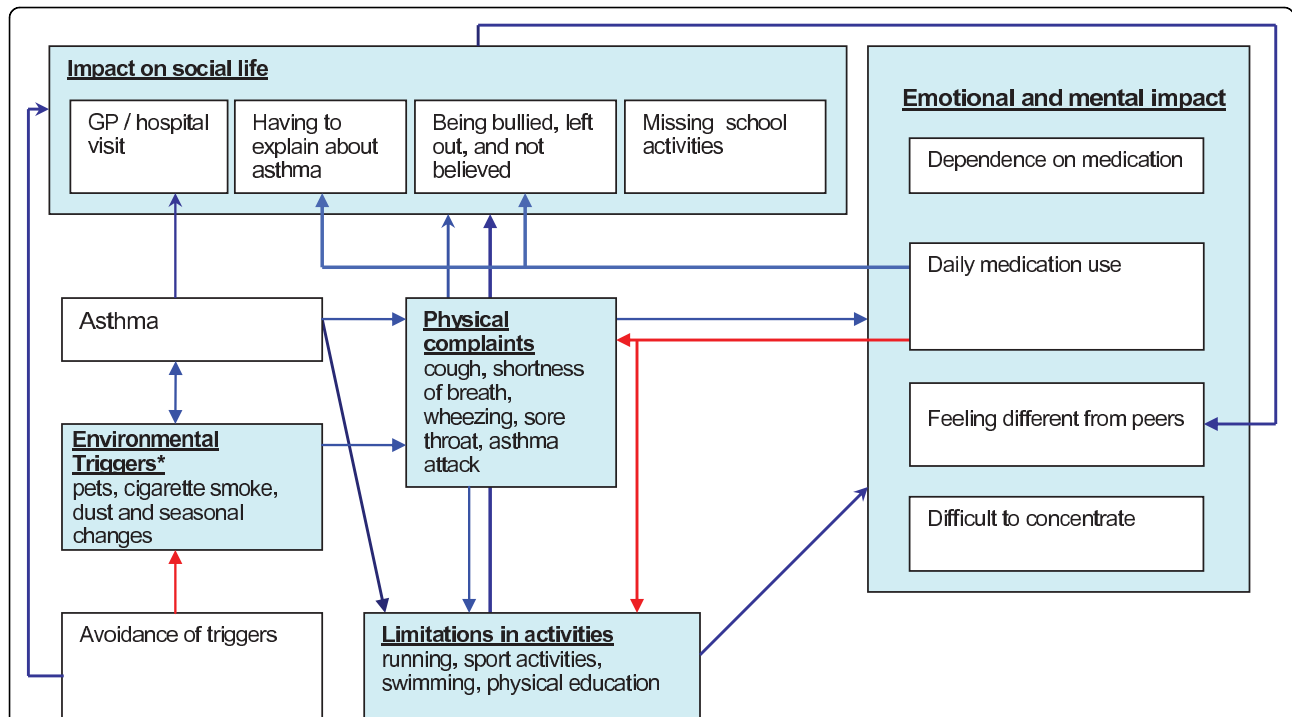 Impact on social life
GP / hospital
visit
Having to
explain about
asthma
Being bullied, left
out, and not
believed
Missing school
activities
Emotional and mental impact
Dependence on medication
Daily medication use
Feeling different from peers
Difficult to concentrate
Asthma
Physical
complaints
cough, shortness
of breath,
wheezing, sore
throat, asthma
attack
Environmental
Triggers*
pets, cigarette smoke,
dust and seasonal
changes
Avoidance of triggers
Limitations in activities
running, sport activities,
swimming, physical education